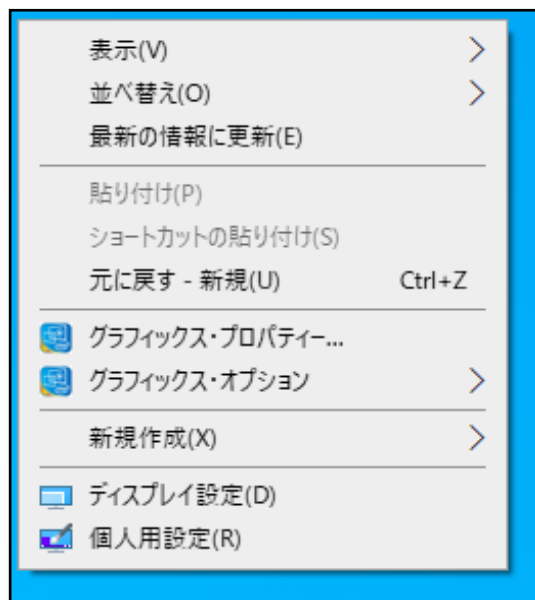 表示(V)
並べ替え(O)
最新の情報に更新(E)
貼り付け(P)
ショートカットの貼り付け(S)
元に戻す - 新規(U) Ctrl+Z
グラフィックス・プロパティー...
グラフィックス・オプション
新規作成(X)
ディスプレイ設定(D)
個人用設定(R)